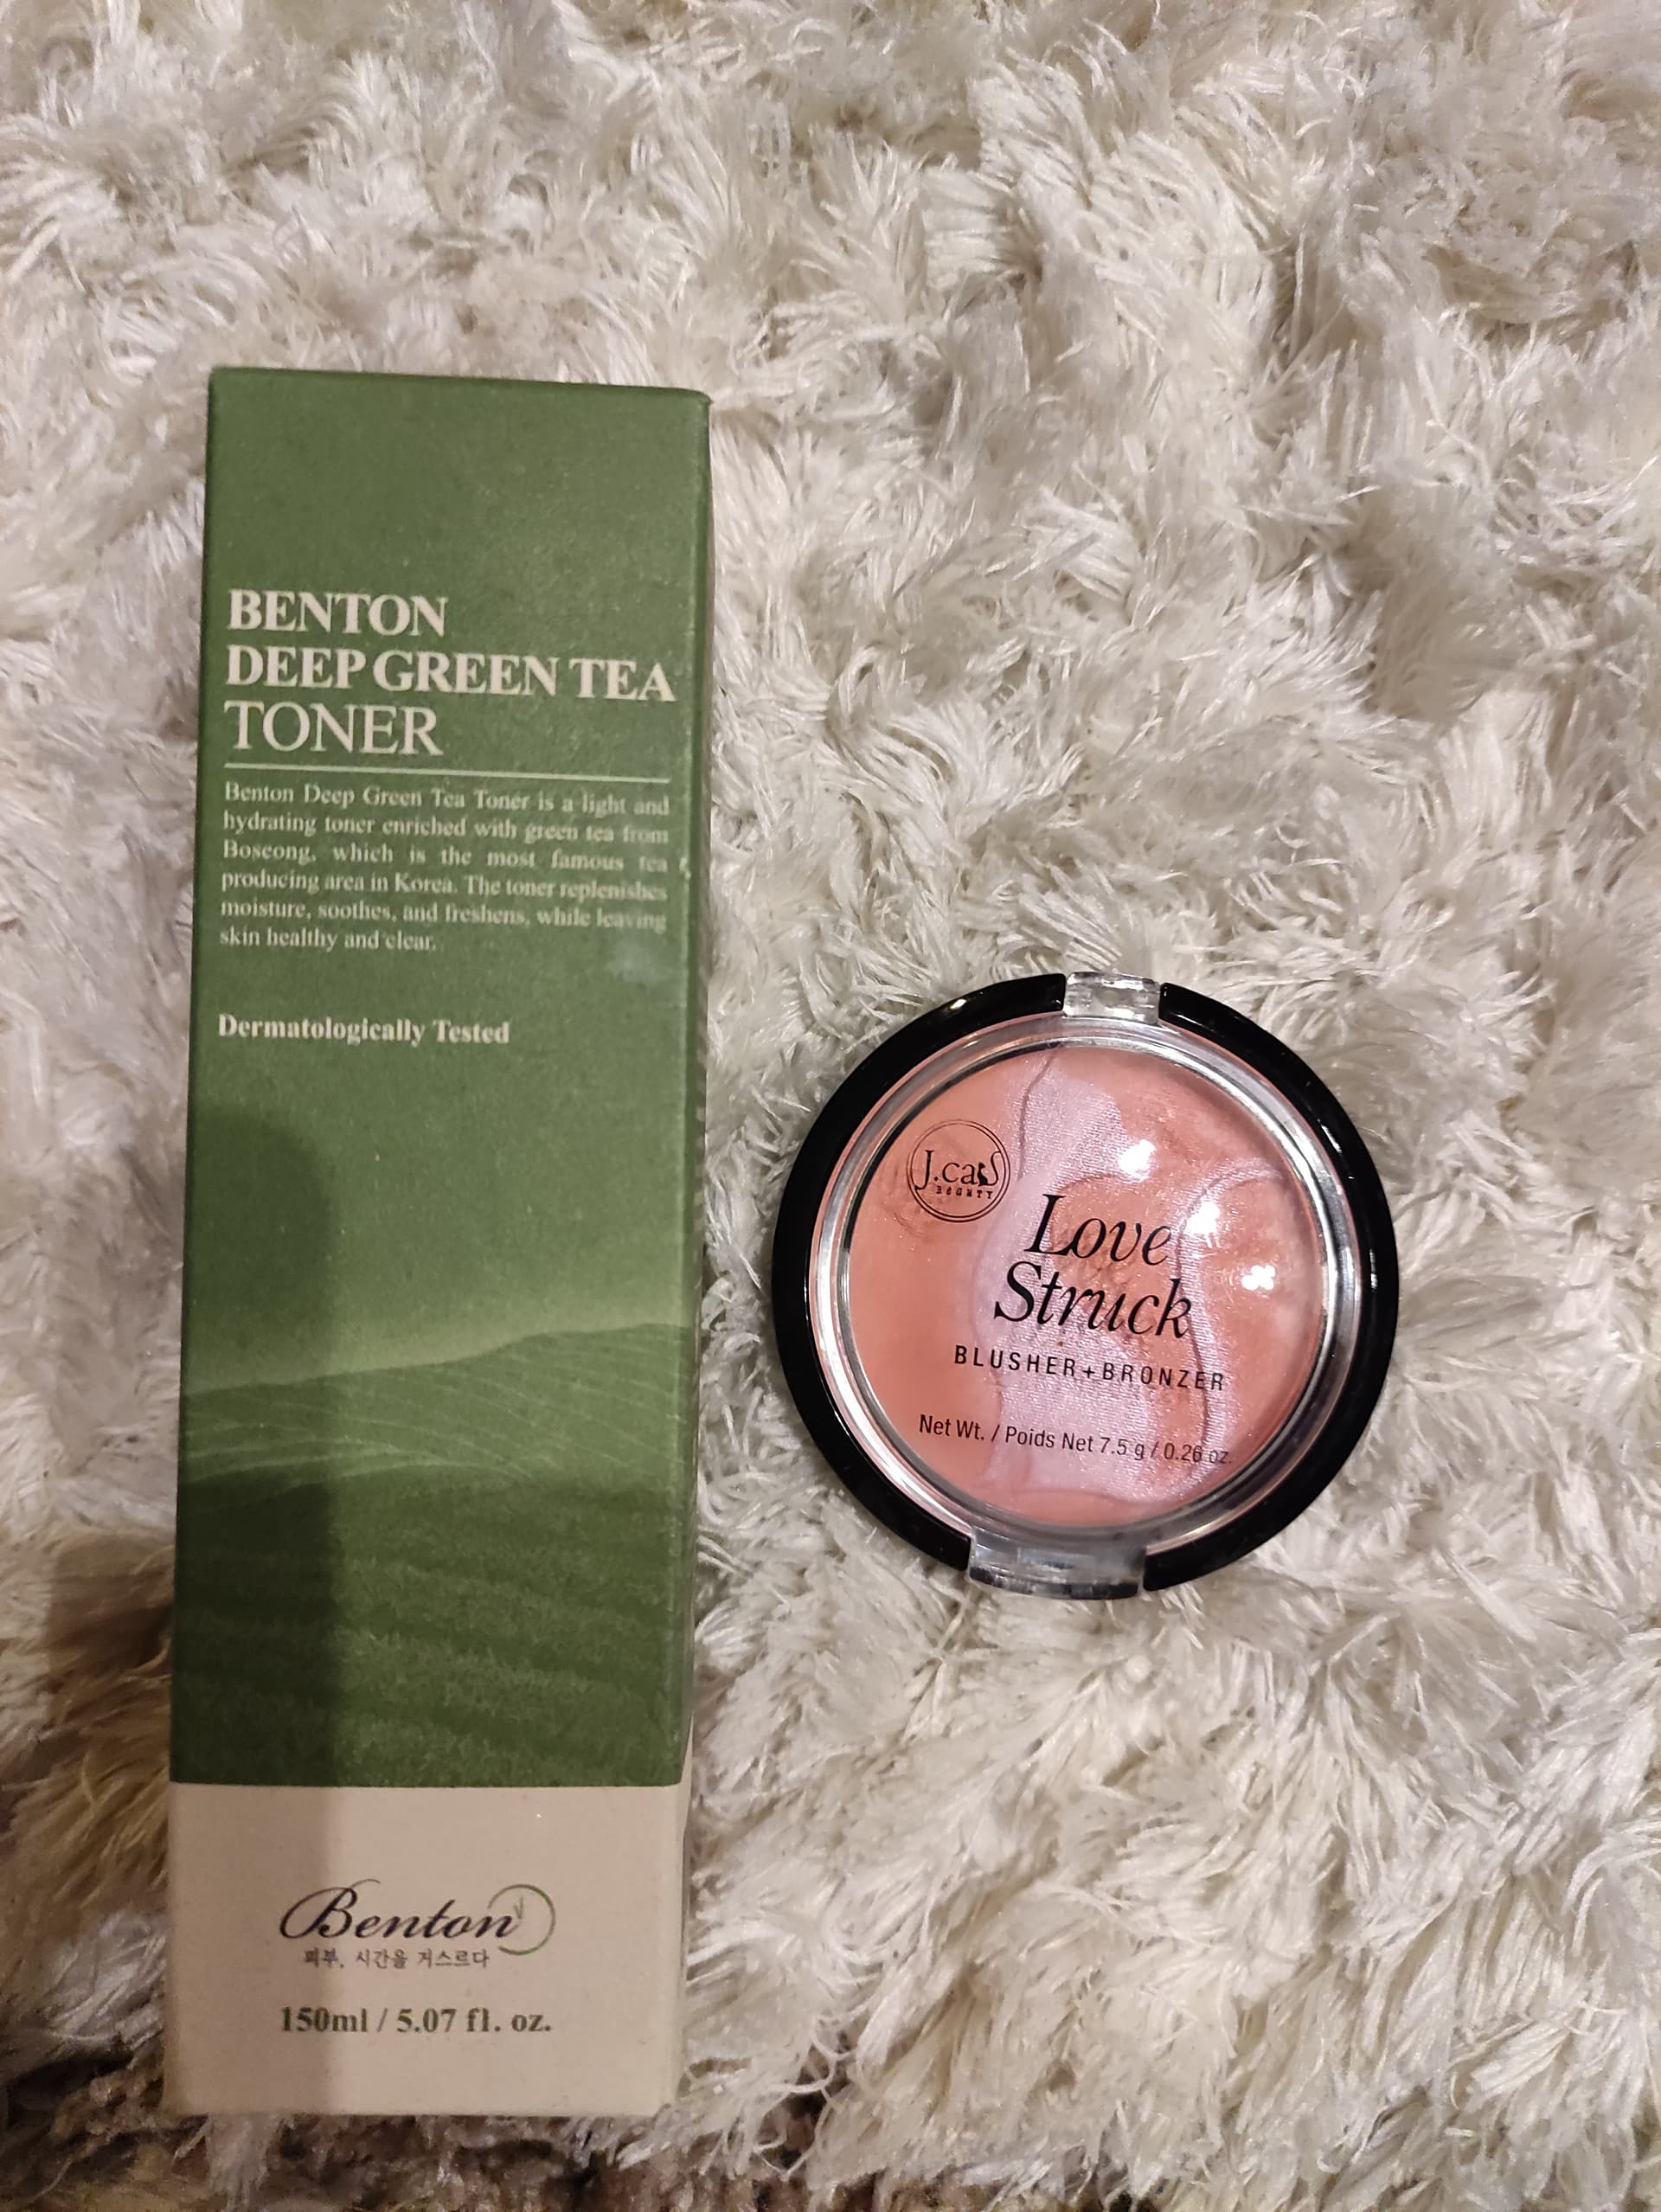 BENTON
DEEP GREEN TEA
TONER
Benton Deep Green Tea Toner is a light and
hydrating toner enriched with green tea from
Boseong, which is the most famous tea
producing area in Korea. The toner replenishes
moisture, soothes, and freshens, while leaving
skin healthy and clear.
Dermatologically Tested
Benton
피부, 시간을 거스르다
150ml / 5.07 fl. oz.
J.cat
BEAUTY
Love
Struck
BLUSHER+BRONZER
Net Wt. / Poids Net 7.5 g / 0.26 oz.